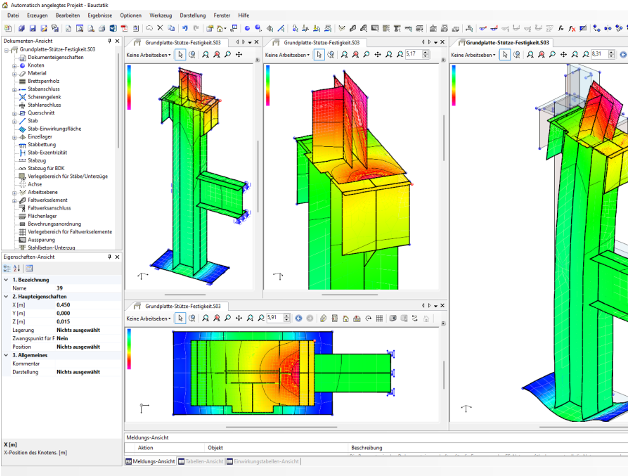 Automatisch angelegtes Projekt - Baustatik
Datei Erzeugen Bearbeiten Ergebnisse Optionen Werkzeug Darstellung Fenster Hilfe
Dokumenten-Ansicht
Grundplatte-Stütze-Festigkeit.S03
Dokumenteigenschaften
Knoten
Material
Brettsperrholz
Stabanschluss
Scherengelenk
Stahlanschluss
Querschnitt
Stab
Stab-Einwirkungsfläche
Einzellager
Stabbettung
Stab-Exzentrizität
Stabzug
Stabzug für BDK
Verlegebereich für Stäbe/Unterzüge
Achse
Arbeitsebene
Faltwerkselement
Faltwerksanschluss
Flächenlager
Bewehrungsanordnung
Verlegebereich für Faltwerkselemente
Aussparung
Stahlbeton-Unterzug
Eigenschaften-Ansicht
1. Bezeichnung
Name 39
2. Haupteigenschaften
X [m] 0,450
Y [m] 0,000
Z [m] 0,015
Lagerung Nichts ausgewählt
Zwangspunkt für F Nein
Position Nichts ausgewählt
3. Allgemeines
Kommentar
Darstellung Nichts ausgewählt
X [m]
X-Position des Knotens. [m]
Grundplatte-Stütze-Festigkeit.S03
Keine Arbeitsebene
Grundplatte-Stütze-Festigkeit.S03
Keine Arbeitsebene 5,17
Grundplatte-Stütze-Festigkeit.S03
Keine Arbeitsebene 8,31
Grundplatte-Stütze-Festigkeit.S03
Keine Arbeitsebene 5,91
Meldungs-Ansicht
Aktion Objekt Beschreibung
Meldungs-Ansicht Tabellen-Ansicht Einwirkungstabellen-Ansicht